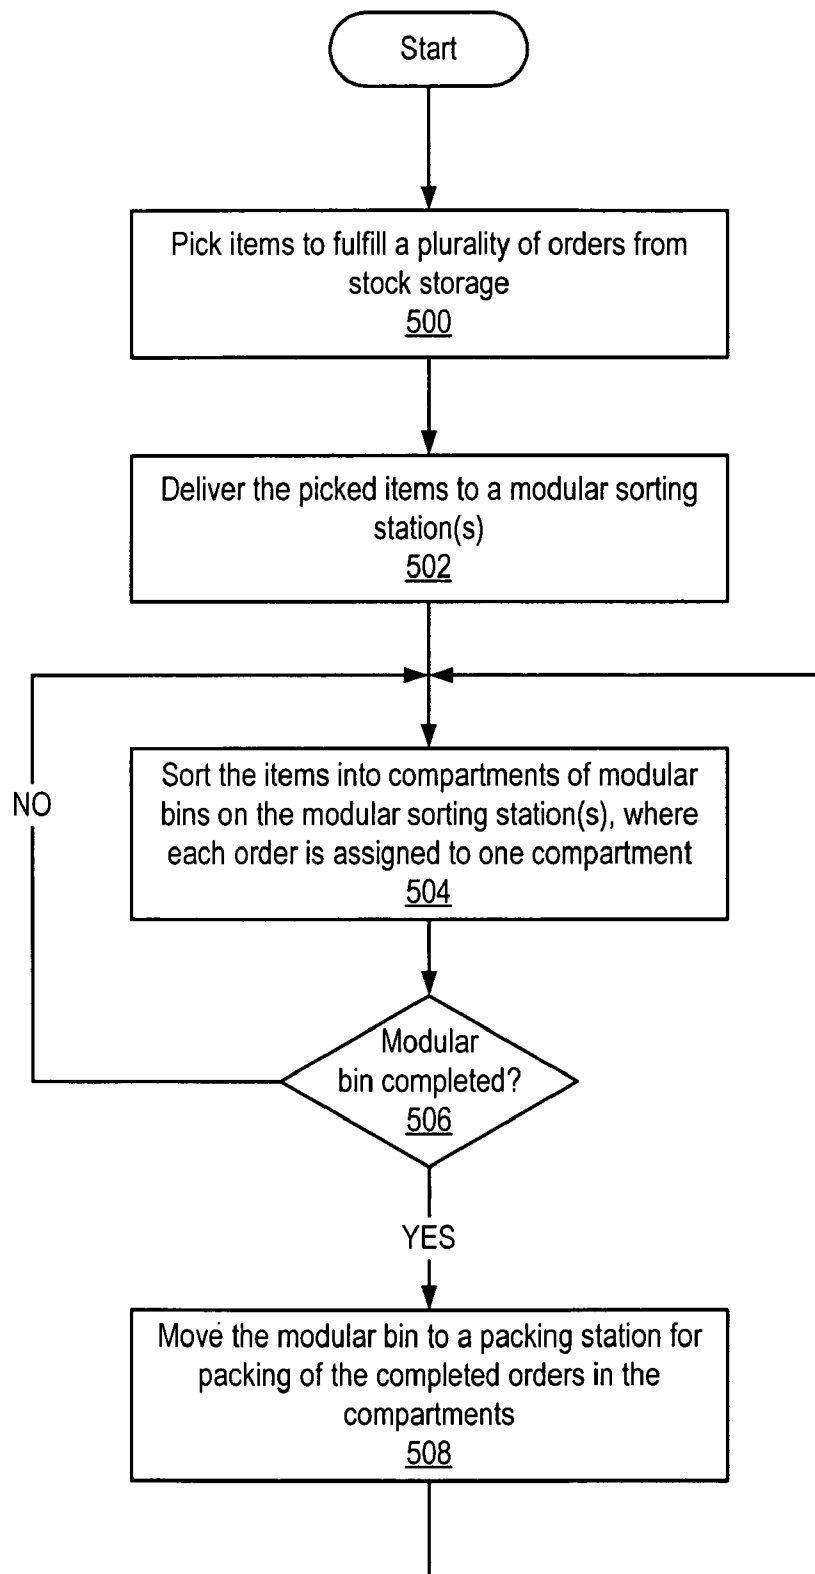 Start
Pick items to fulfill a plurality of orders from
stock storage
500
Deliver the picked items to a modular sorting
station(s)
502
Sort the items into compartments of modular
bins on the modular sorting station(s), where
each order is assigned to one compartment
504
NO
Modular
bin completed?
506
YES
Move the modular bin to a packing station for
packing of the completed orders in the
compartments
508